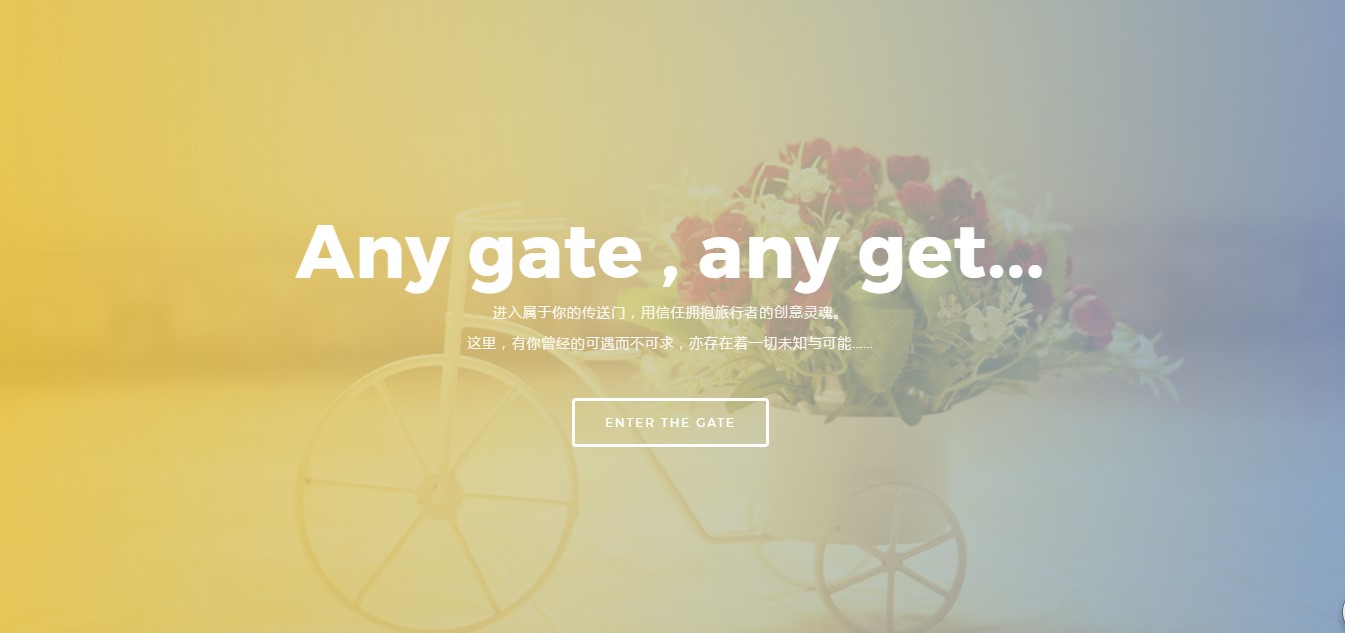 Any gate , any get...
进入属于你的传送门，用信任拥抱旅行者的创意灵魂。
这里，有你曾经的可遇而不可求，亦存在着一切未知与可能......
ENTER THE GATE